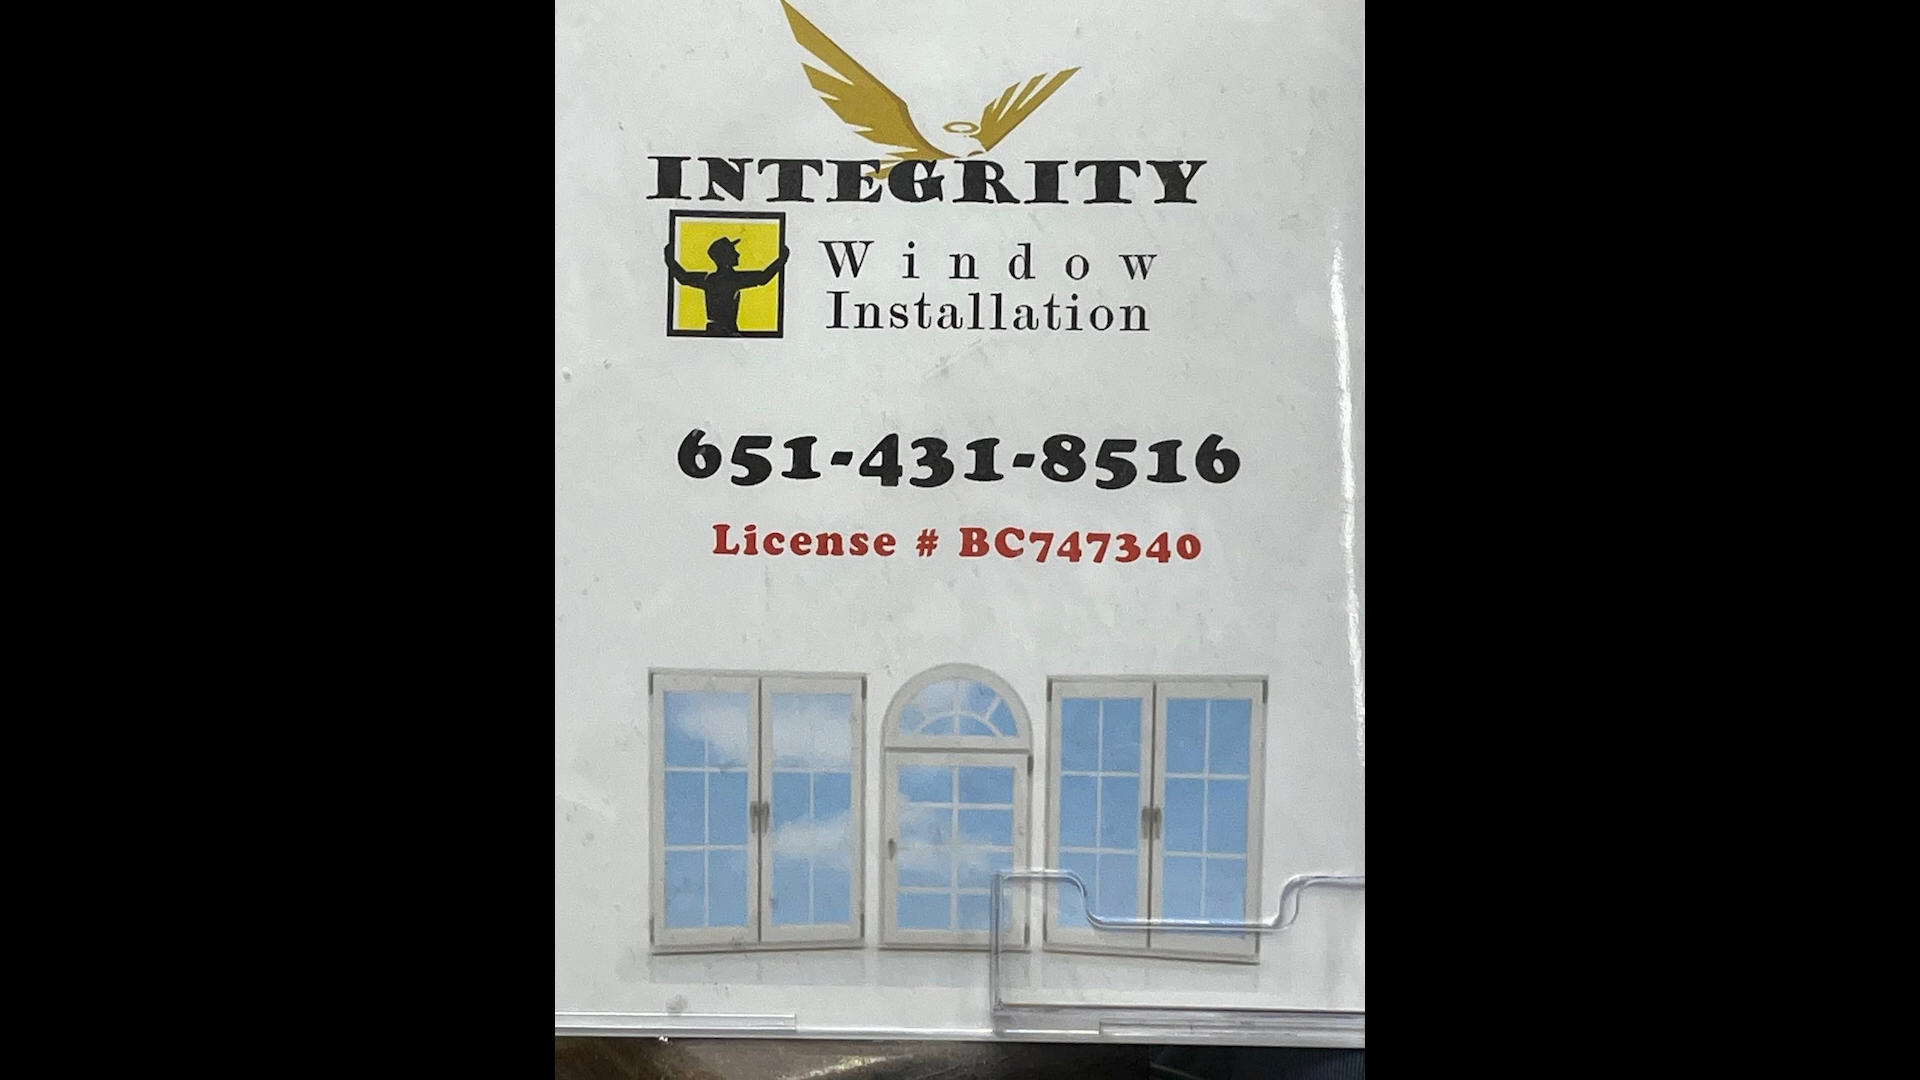 INTEGRITY
Window
Installation
651-431-8516
License # BC747340